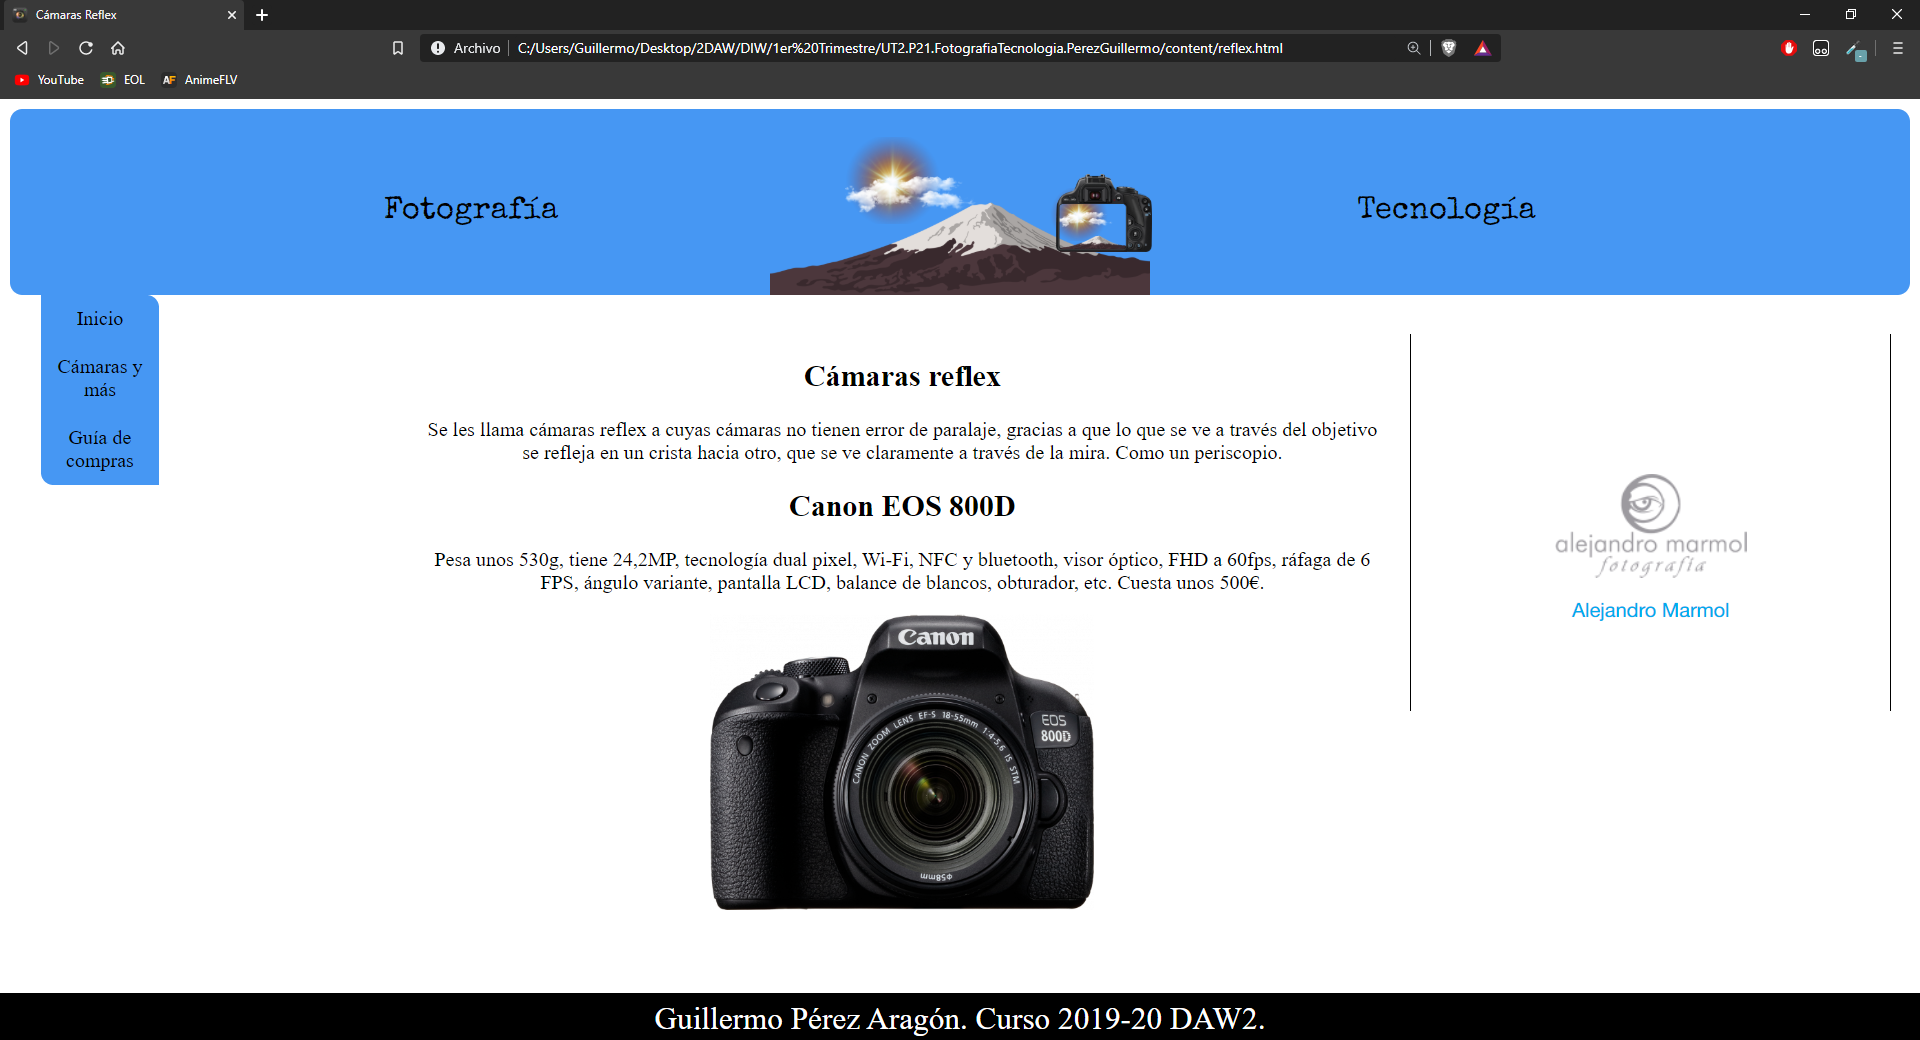 Cámaras Reflex
Archivo C:/Users/Guillermo/Desktop/2DAW/DIW/1er%20Trimestre/UT2.P21.FotografiaTecnologia.PerezGuillermo/content/reflex.html
YouTube EOL AnimeFLV
Fotografía
Tecnología
Inicio
Cámaras y
más
Guía de
compras
Cámaras reflex
Se les llama cámaras reflex a cuyas cámaras no tienen error de paralaje, gracias a que lo que se ve a través del objetivo
se refleja en un crista hacia otro, que se ve claramente a través de la mira. Como un periscopio.
Canon EOS 800D
Pesa unos 530g, tiene 24,2MP, tecnología dual pixel, Wi-Fi, NFC y bluetooth, visor óptico, FHD a 60fps, ráfaga de 6
FPS, ángulo variante, pantalla LCD, balance de blancos, obturador, etc. Cuesta unos 500€.
Canon
EOS
800D
CANON ZOOM LENS EF-S 18-55mm 1:4-5.6 IS STM
Φ58mm
alejandro marmol
fotografía
Alejandro Marmol
Guillermo Pérez Aragón. Curso 2019-20 DAW2.